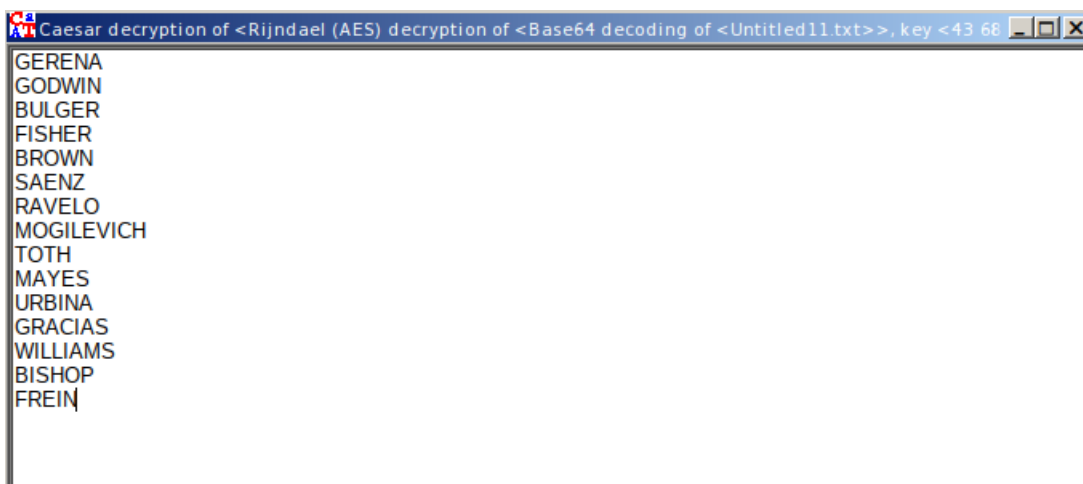 Caesar decryption of <Rijndael (AES) decryption of <Base64 decoding of <Untitled11.txt>>, key <43 68
GERENA
GODWIN
BULGER
FISHER
BROWN
SAENZ
RAVELO
MOGILEVICH
TOTH
MAYES
URBINA
GRACIAS
WILLIAMS
BISHOP
FREIN